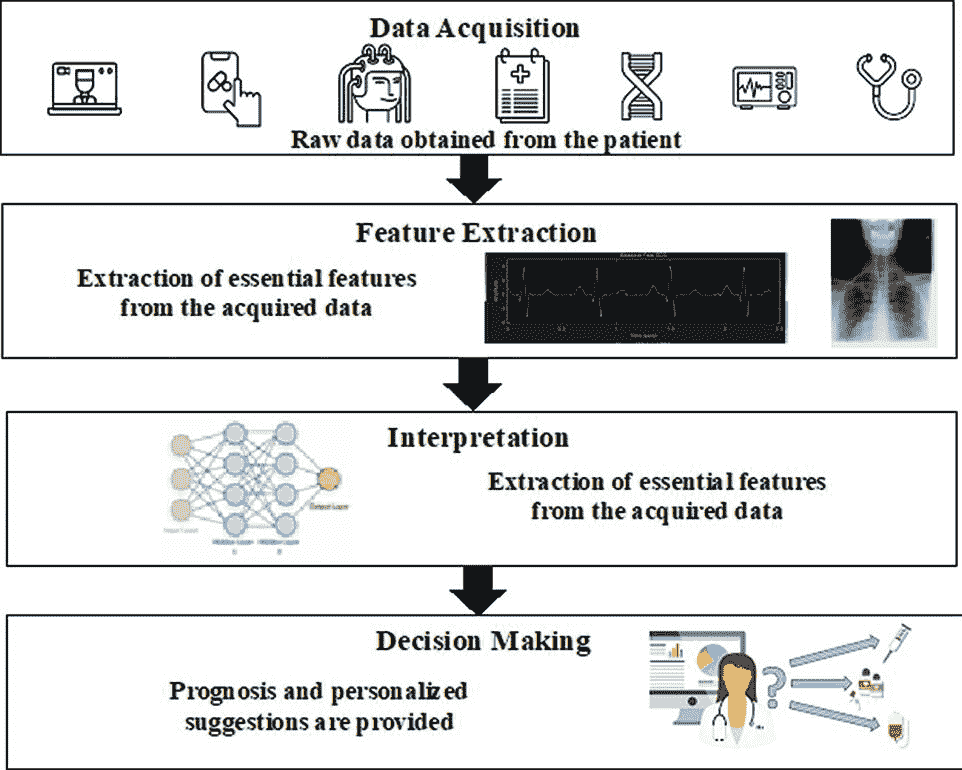 Data Acquisition
Raw data obtained from the patient
Feature Extraction
Extraction of essential features
from the acquired data
Interpretation
Extraction of essential features
from the acquired data
Decision Making
Prognosis and personalized
suggestions are provided